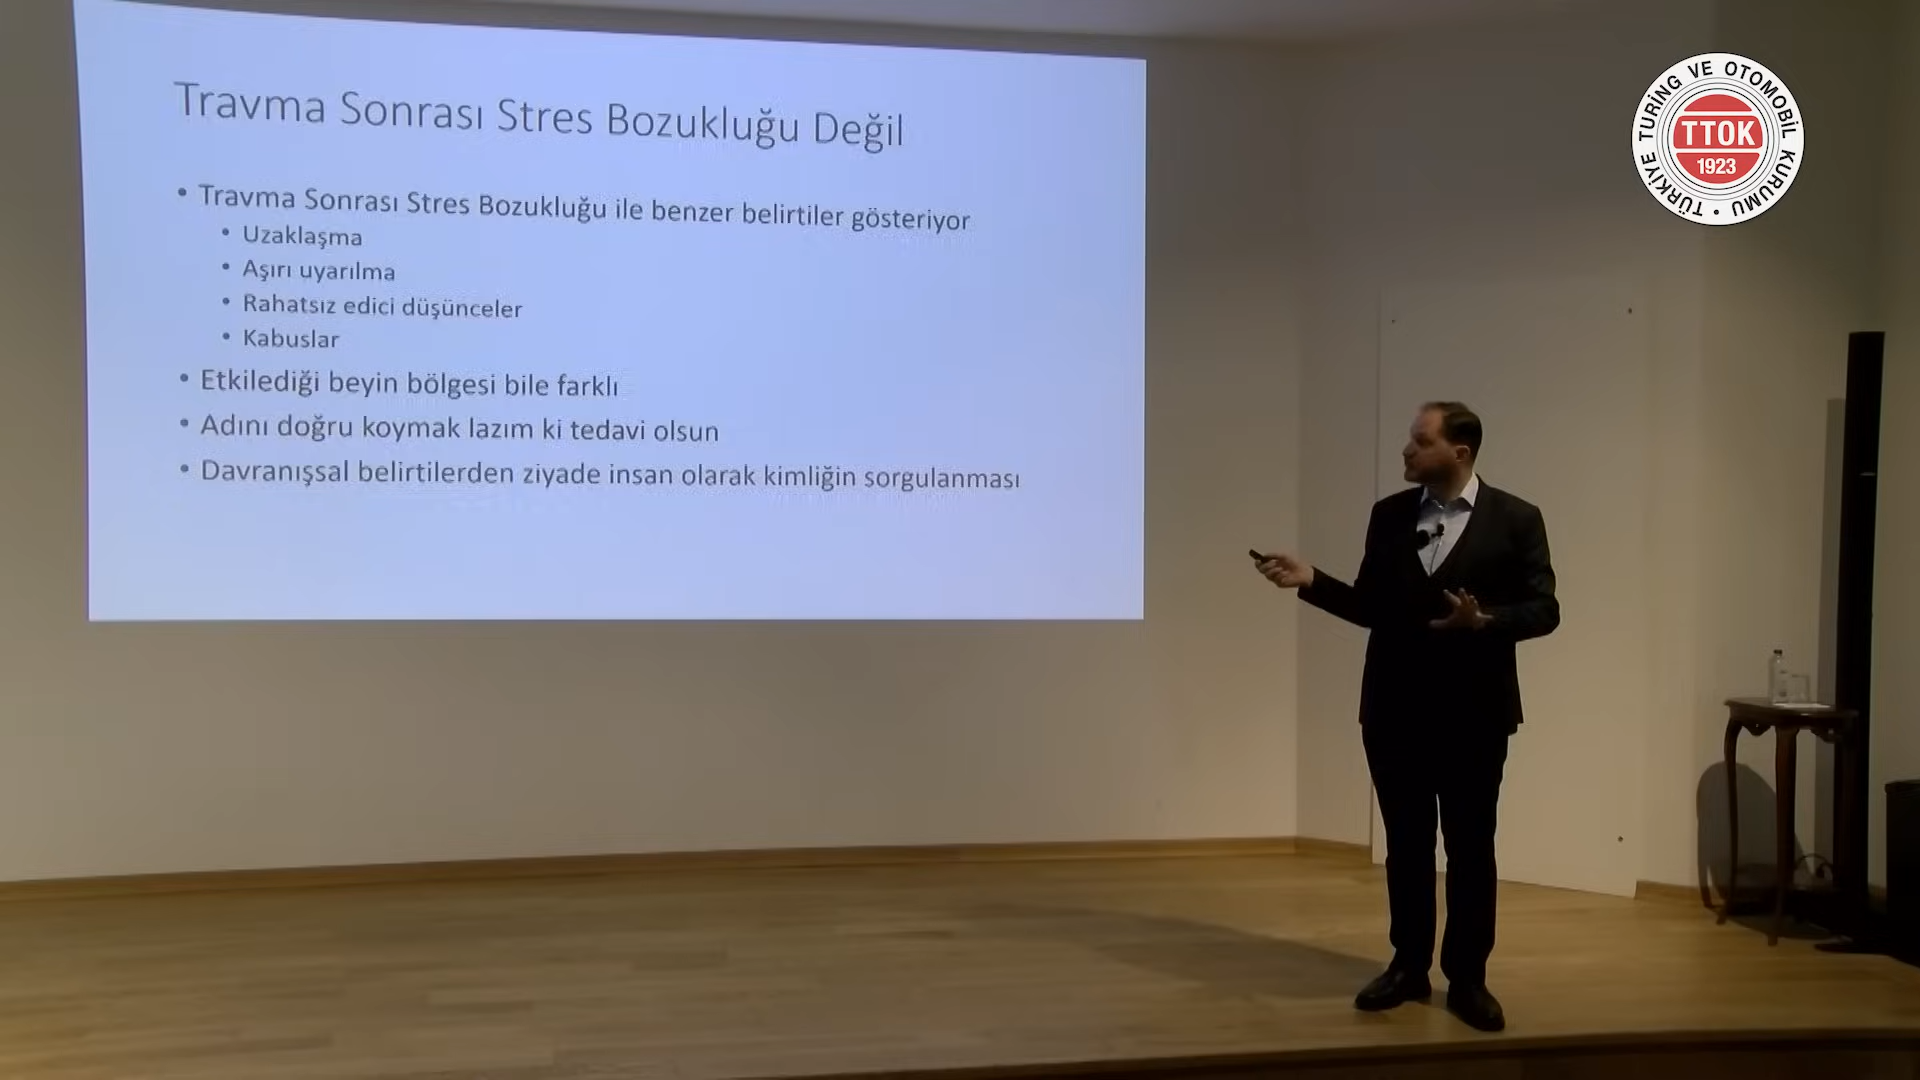 Travma Sonrası Stres Bozukluğu Değil
• Travma Sonrası Stres Bozukluğu ile benzer belirtiler gösteriyor
• Uzaklaşma
• Aşırı uyarılma
• Rahatsız edici düşünceler
• Kabuslar
• Etkilediği beyin bölgesi bile farklı
• Adını doğru koymak lazım ki tedavi olsun
• Davranışsal belirtilerden ziyade insan olarak kimliğin sorgulanması
TÜRKİYE TURİNG VE OTOMOBİL KURUMU •
TTOK
1923